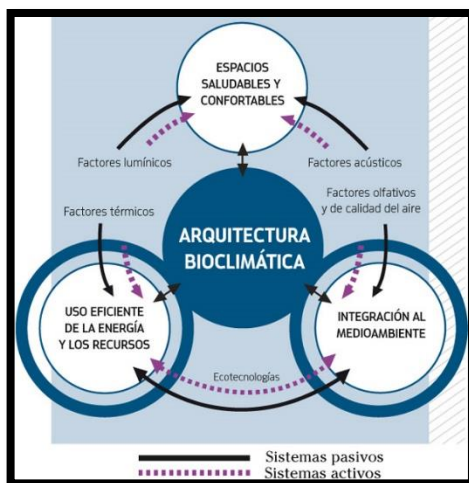 ESPACIOS
SALUDABLES Y
CONFORTABLES
Factores lumínicos
Factores acústicos
Factores térmicos
Factores olfativos
y de calidad del aire
ARQUITECTURA
BIOCLIMÁTICA
USO EFICIENTE
DE LA ENERGÍA
Y LOS RECURSOS
INTEGRACIÓN AL
MEDIOAMBIENTE
Ecotecnologías
Sistemas pasivos
Sistemas activos